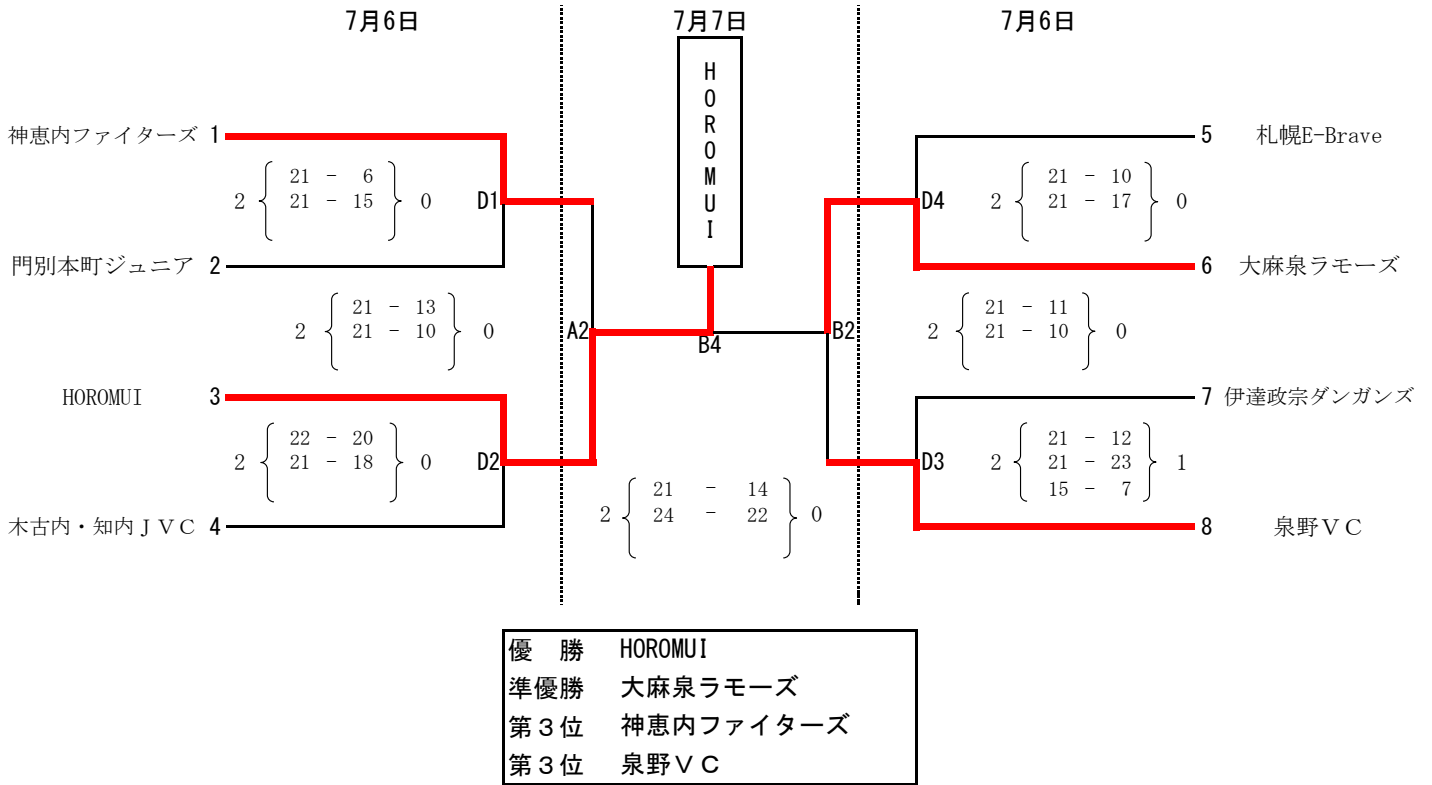 7月6日 7月7日 7月6日
HOROMUI
神恵内ファイターズ 1
5 札幌E-Brave
2 { 21 - 6 } 0
21 - 15
D1
2 { 21 - 10 } 0
21 - 17
D4
門別本町ジュニア 2
6 大麻泉ラモーズ
2 { 21 - 13 } 0
21 - 10
A2
B4
B2
2 { 21 - 11 } 0
21 - 10
HOROMUI 3
7 伊達政宗ダンガンズ
2 { 22 - 20 } 0
21 - 18
D2
D3
2 { 21 - 12 } 1
21 - 23
15 - 7
2 { 21 - 14 } 0
24 - 22
木古内・知内ＪＶＣ 4
8 泉野ＶＣ
優　勝 HOROMUI
準優勝 大麻泉ラモーズ
第３位 神恵内ファイターズ
第３位 泉野ＶＣ